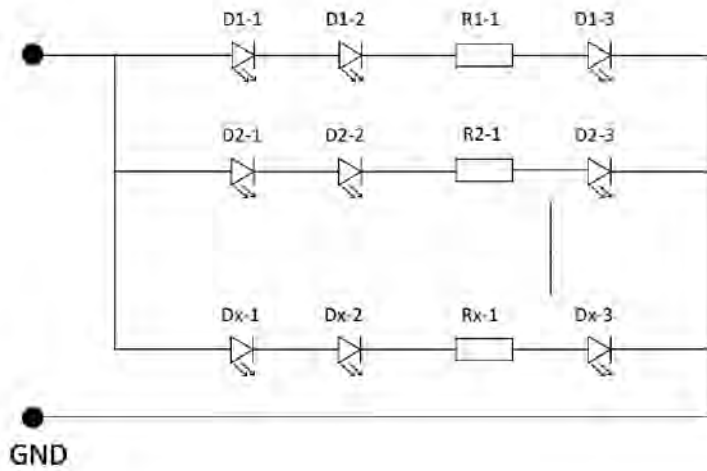 D1-1 D1-2 R1-1 D1-3
D2-1 D2-2 R2-1 D2-3
Dx-1 Dx-2 Rx-1 Dx-3
GND